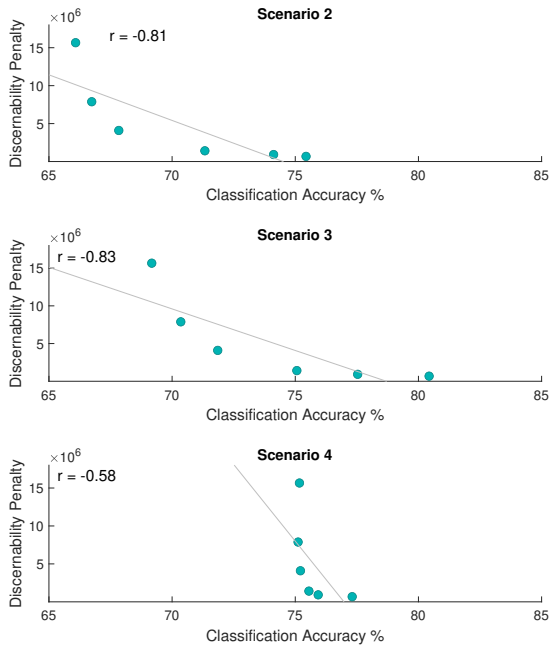 Scenario 2
×10⁶
r = -0.81
15
10
5
65 70 75 80 85
Classification Accuracy %
Discernability Penalty
Scenario 3
×10⁶
r = -0.83
15
10
5
65 70 75 80 85
Classification Accuracy %
Discernability Penalty
Scenario 4
×10⁶
r = -0.58
15
10
5
65 70 75 80 85
Classification Accuracy %
Discernability Penalty